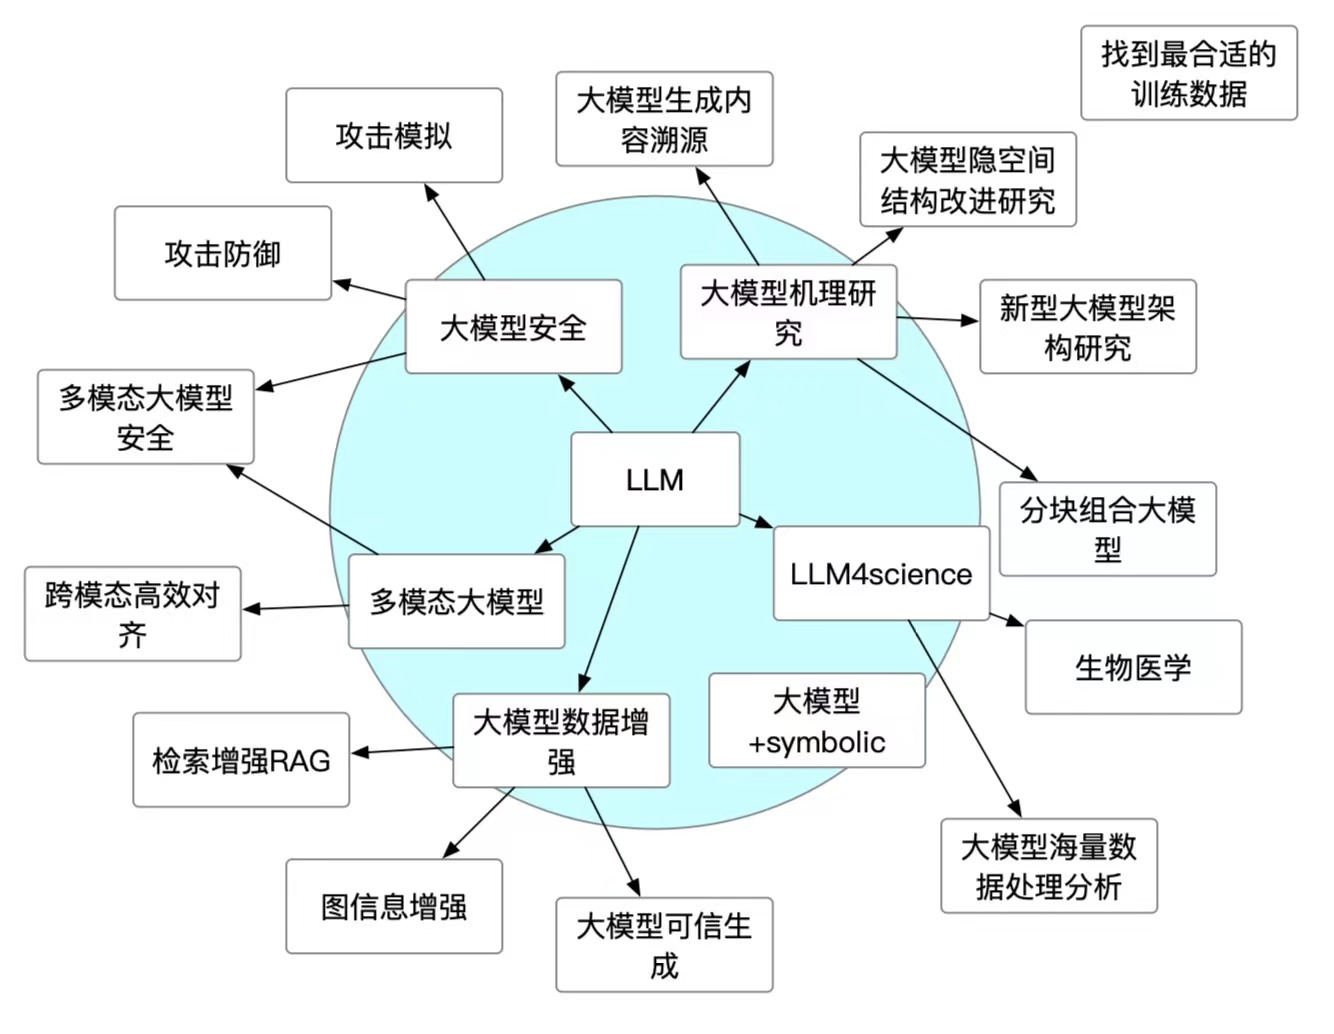 找到最合适的
训练数据
大模型生成内
容溯源
攻击模拟
大模型隐空间
结构改进研究
攻击防御
大模型安全
大模型机理研
究
新型大模型架
构研究
多模态大模型
安全
LLM
分块组合大模
型
LLM4science
跨模态高效对
齐
多模态大模型
生物医学
大模型数据增
强
大模型
+symbolic
检索增强RAG
大模型海量数
据处理分析
图信息增强
大模型可信生
成